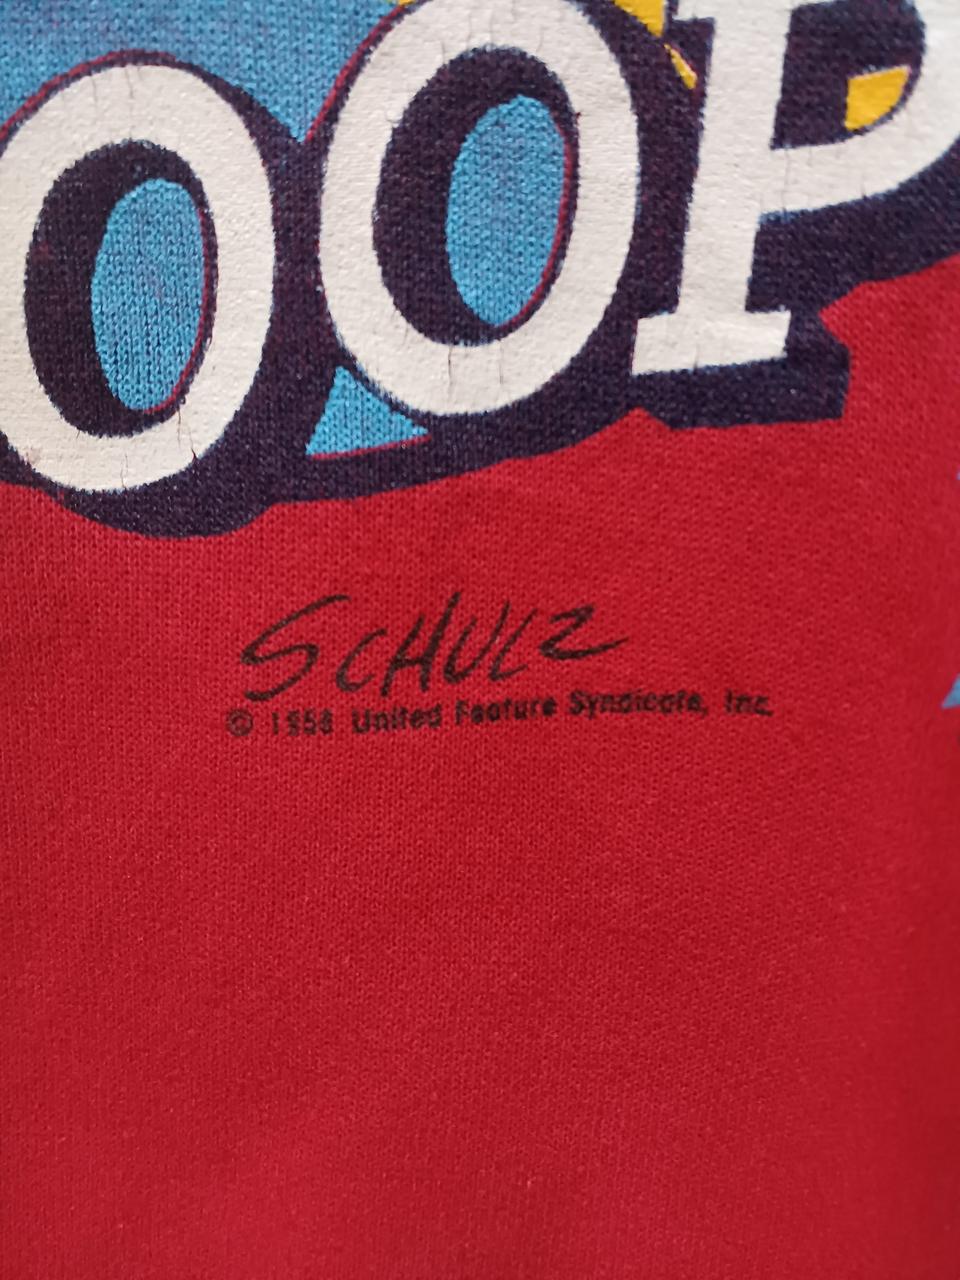 OOP
SCHULZ
© 1958 United Feature Syndicate, Inc.